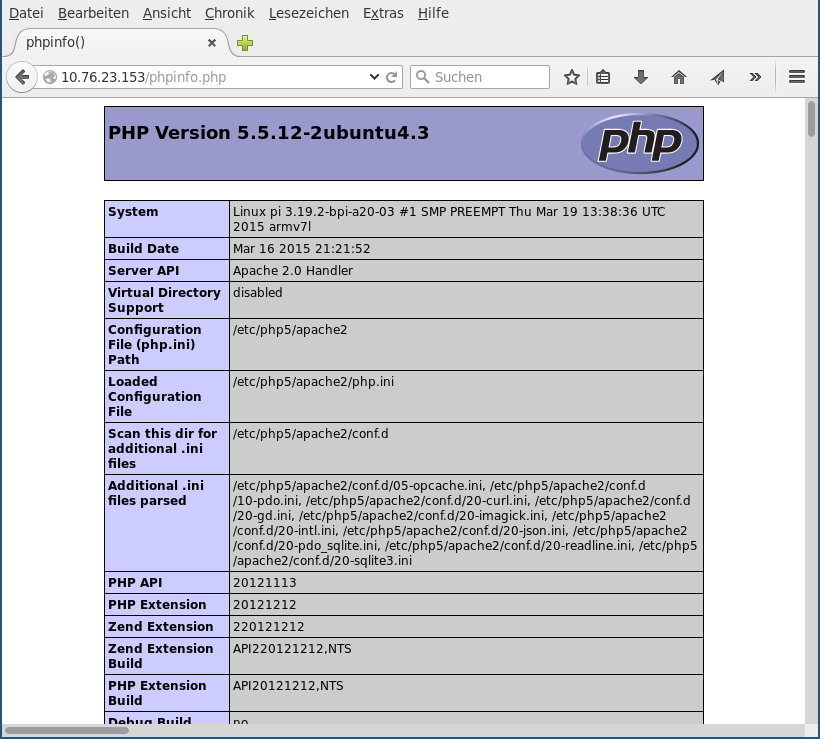 Datei Bearbeiten Ansicht Chronik Lesezeichen Extras Hilfe
phpinfo()
10.76.23.153/phpinfo.php
Suchen
PHP Version 5.5.12-2ubuntu4.3
php
System
Linux pi 3.19.2-bpi-a20-03 #1 SMP PREEMPT Thu Mar 19 13:38:36 UTC
2015 armv7l
Build Date
Mar 16 2015 21:21:52
Server API
Apache 2.0 Handler
Virtual Directory
Support
disabled
Configuration
File (php.ini)
Path
/etc/php5/apache2
Loaded
Configuration
File
/etc/php5/apache2/php.ini
Scan this dir for
additional .ini
files
/etc/php5/apache2/conf.d
Additional .ini
files parsed
/etc/php5/apache2/conf.d/05-opcache.ini, /etc/php5/apache2/conf.d
/10-pdo.ini, /etc/php5/apache2/conf.d/20-curl.ini, /etc/php5/apache2/conf.d
/20-gd.ini, /etc/php5/apache2/conf.d/20-imagick.ini, /etc/php5/apache2
/conf.d/20-intl.ini, /etc/php5/apache2/conf.d/20-json.ini, /etc/php5/apache2
/conf.d/20-pdo_sqlite.ini, /etc/php5/apache2/conf.d/20-readline.ini, /etc/php5
/apache2/conf.d/20-sqlite3.ini
PHP API
20121113
PHP Extension
20121212
Zend Extension
220121212
Zend Extension
Build
API220121212,NTS
PHP Extension
Build
API20121212,NTS
Debug Build
no